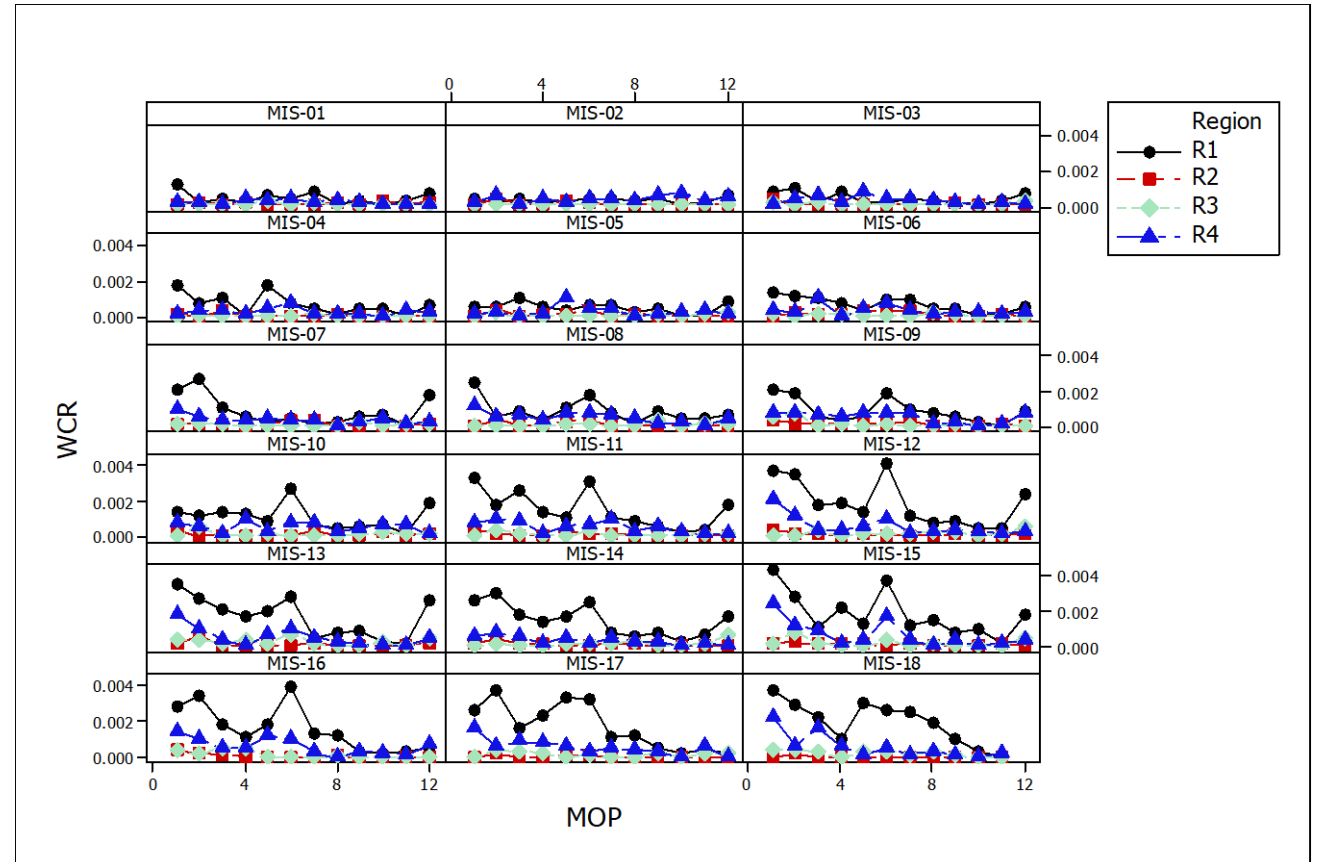 0 4 8 12
MIS-01 MIS-02 MIS-03
0.004
0.002
0.000
MIS-04 MIS-05 MIS-06
0.004
0.002
0.000
MIS-07 MIS-08 MIS-09
0.004
0.002
0.000
MIS-10 MIS-11 MIS-12
0.004
0.002
0.000
MIS-13 MIS-14 MIS-15
0.004
0.002
0.000
MIS-16 MIS-17 MIS-18
0.004
0.002
0.000
0 4 8 12 0 4 8 12
MOP
WCR
Region
R1
R2
R3
R4